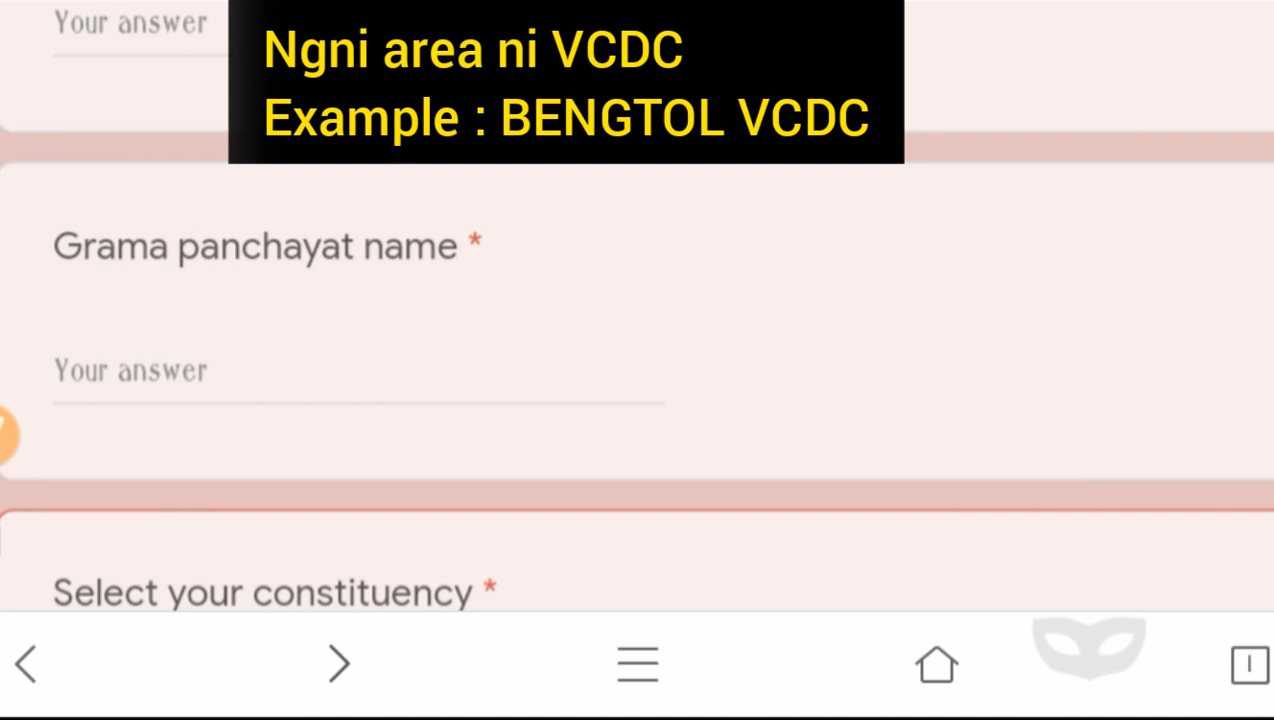 Your answer
Ngni area ni VCDC
Example : BENGTOL VCDC
Grama panchayat name *
Your answer
Select your constituency *